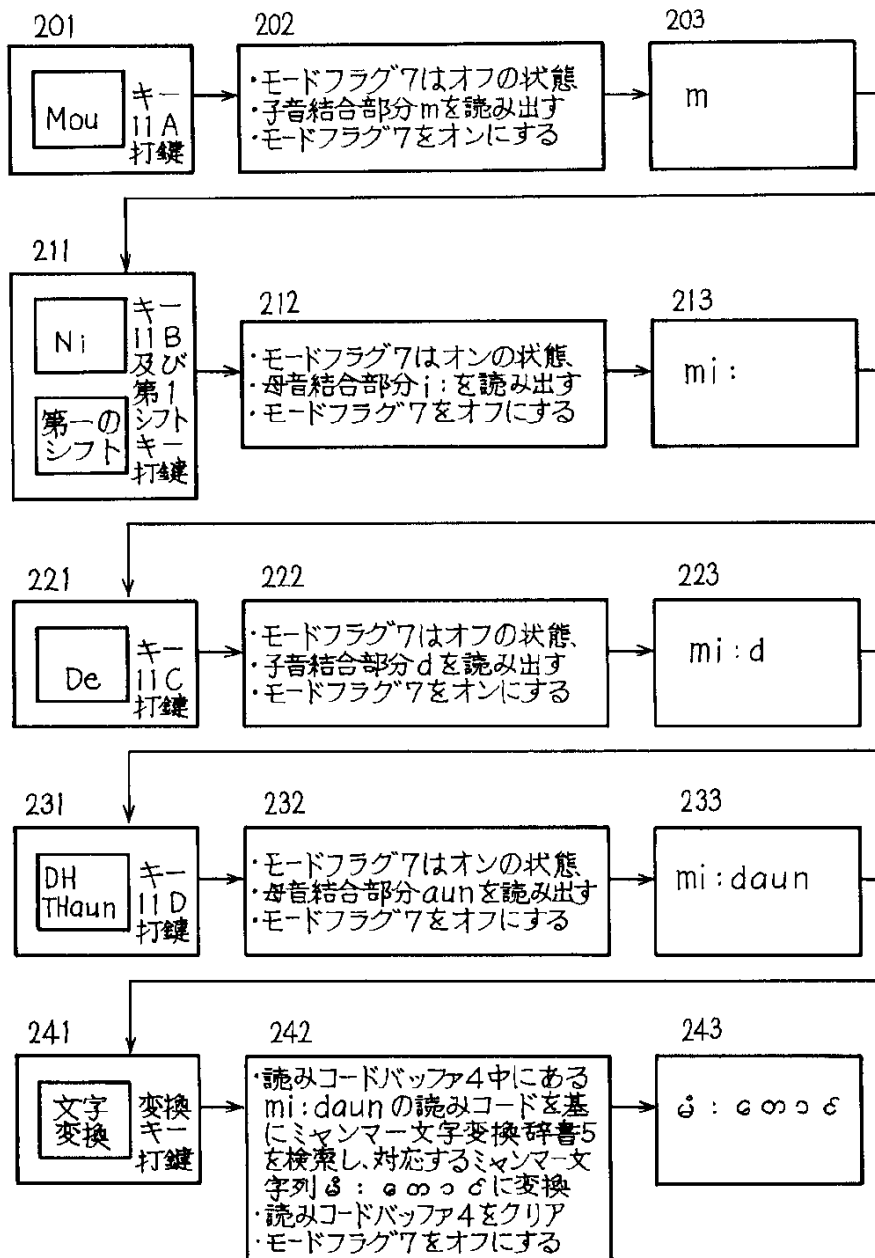 201
Mou
キー
11A
打鍵
202
・モードフラグ7はオフの状態
・子音結合部分mを読み出す
・モードフラグ7をオンにする
203
m
211
Ni
第一の
シフト
キー
11B
及び
第1
シフト
キー
打鍵
212
・モードフラグ7はオンの状態、
・母音結合部分i:を読み出す
・モードフラグ7をオフにする
213
mi:
221
De
キー
11C
打鍵
222
・モードフラグ7はオフの状態、
・子音結合部分dを読み出す
・モードフラグ7をオンにする
223
mi:d
231
DH
THaun
キー
11D
打鍵
232
・モードフラグ7はオンの状態
・母音結合部分aunを読み出す
・モードフラグ7をオフにする
233
mi:daun
241
文字
変換
変換
キー
打鍵
242
・読みコードバッファ4中にある
mi:daunの読みコードを基
にミャンマー文字変換辞書5
を検索し、対応するミャンマー文
字列 に変換
・読みコードバッファ4をクリア
・モードフラグ7をオフにする
243